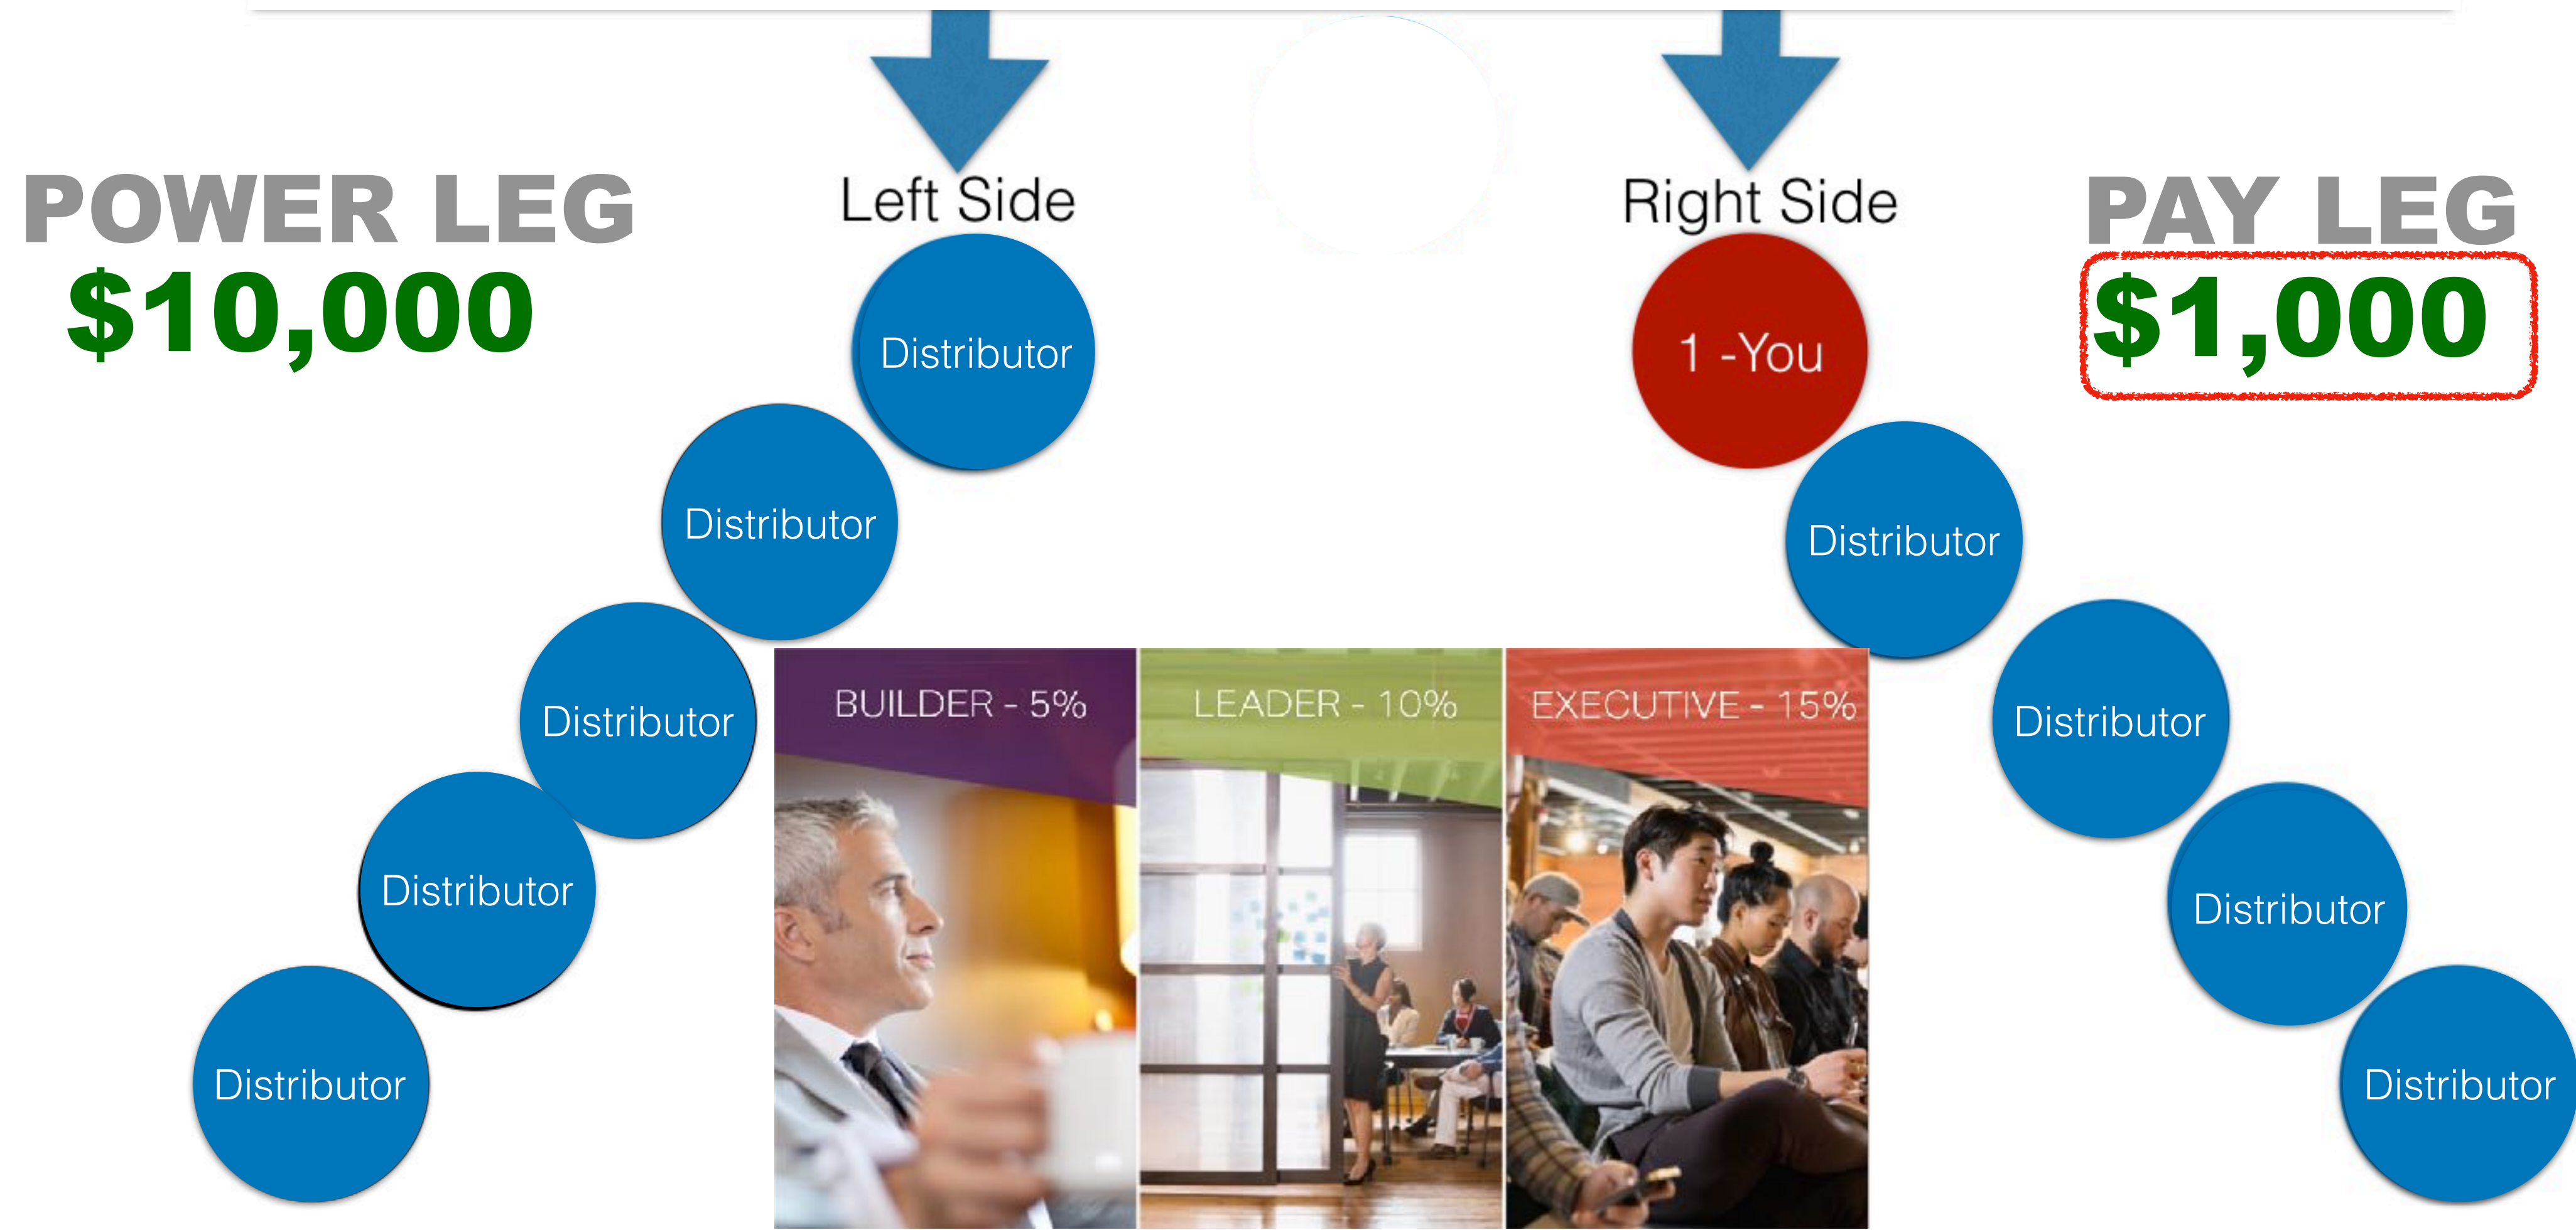 POWER LEG
$10,000
Left Side
Right Side
PAY LEG
$1,000
Distributor
1 -You
Distributor
Distributor
Distributor
Distributor
Distributor
Distributor
Distributor
Distributor
BUILDER - 5%
LEADER - 10%
EXECUTIVE - 15%